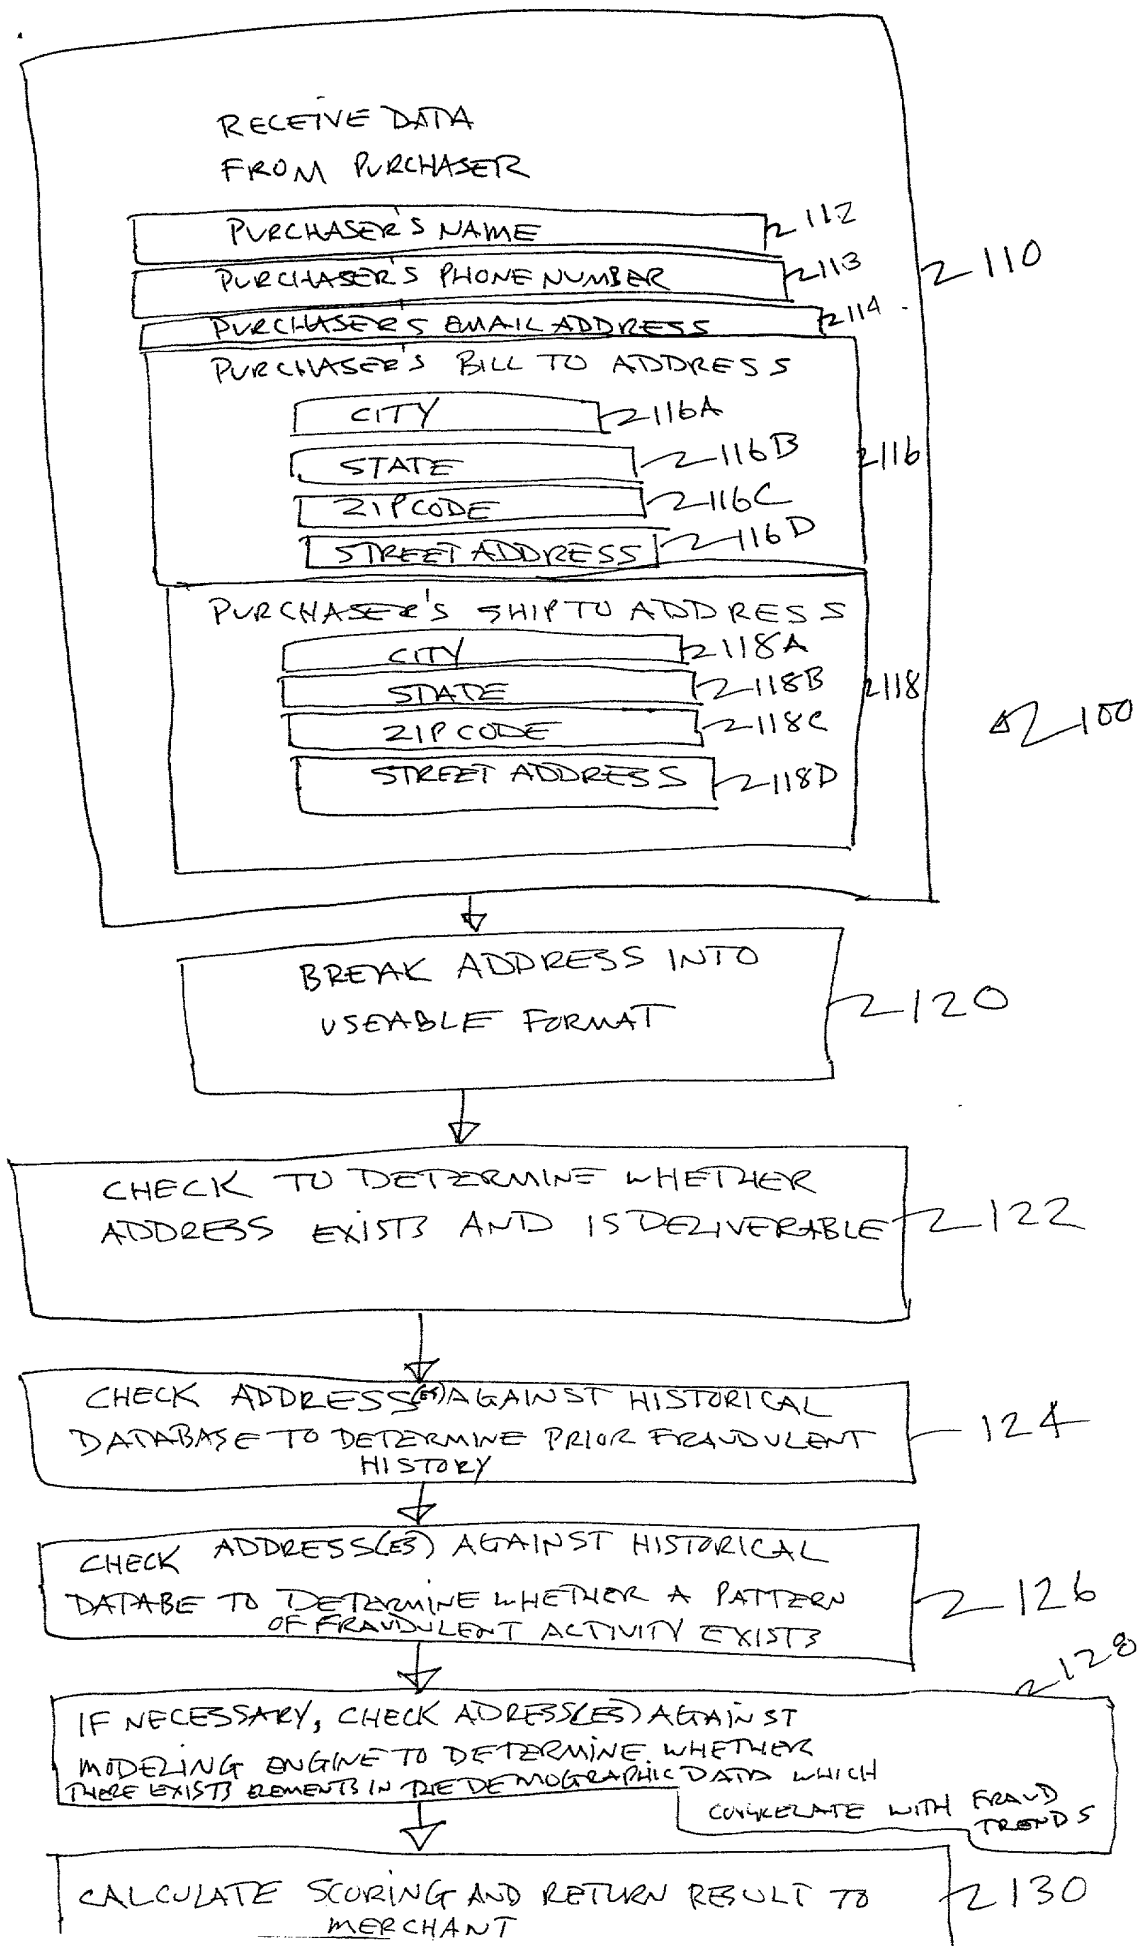 RECEIVE DATA
FROM PURCHASER
PURCHASER'S NAME 112
PURCHASER'S PHONE NUMBER 113
110
PURCHASER'S EMAIL ADDRESS 114
PURCHASER'S BILL TO ADDRESS
CITY 116A
STATE 116B
116
ZIPCODE 116C
STREET ADDRESS 116D
PURCHASER'S SHIP TO ADDRESS
CITY 118A
STATE 118B
118
ZIP CODE 118C
100
STREET ADDRESS 118D
BREAK ADDRESS INTO
USEABLE FORMAT
120
CHECK TO DETERMINE WHETHER
ADDRESS EXISTS AND IS DELIVERABLE
122
CHECK ADDRESS(ES) AGAINST HISTORICAL
DATABASE TO DETERMINE PRIOR FRAUDULENT
HISTORY
124
CHECK ADDRESS(ES) AGAINST HISTORICAL
DATABE TO DETERMINE WHETHER A PATTERN
OF FRAUDULENT ACTIVITY EXISTS
126
128
IF NECESSARY, CHECK ADRESS(ES) AGAINST
MODELING ENGINE TO DETERMINE WHETHER
THERE EXISTS ELEMENTS IN THE DEMOGRAPHIC DATA WHICH
CORRELATE WITH FRAUD
TRENDS
CALCULATE SCORING AND RETURN RESULT TO
MERCHANT
130